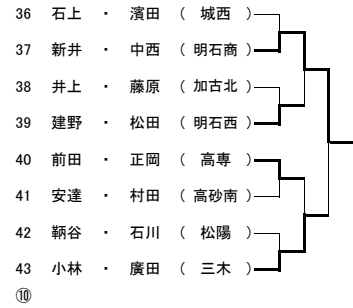 36 石上 ・ 濱田 ( 城西 )
37 新井 ・ 中西 ( 明石商 )
38 井上 ・ 藤原 ( 加古北 )
39 建野 ・ 松田 ( 明石西 )
40 前田 ・ 正岡 ( 高専 )
41 安達 ・ 村田 ( 高砂南 )
42 鞆谷 ・ 石川 ( 松陽 )
43 小林 ・ 廣田 ( 三木 )
⑩